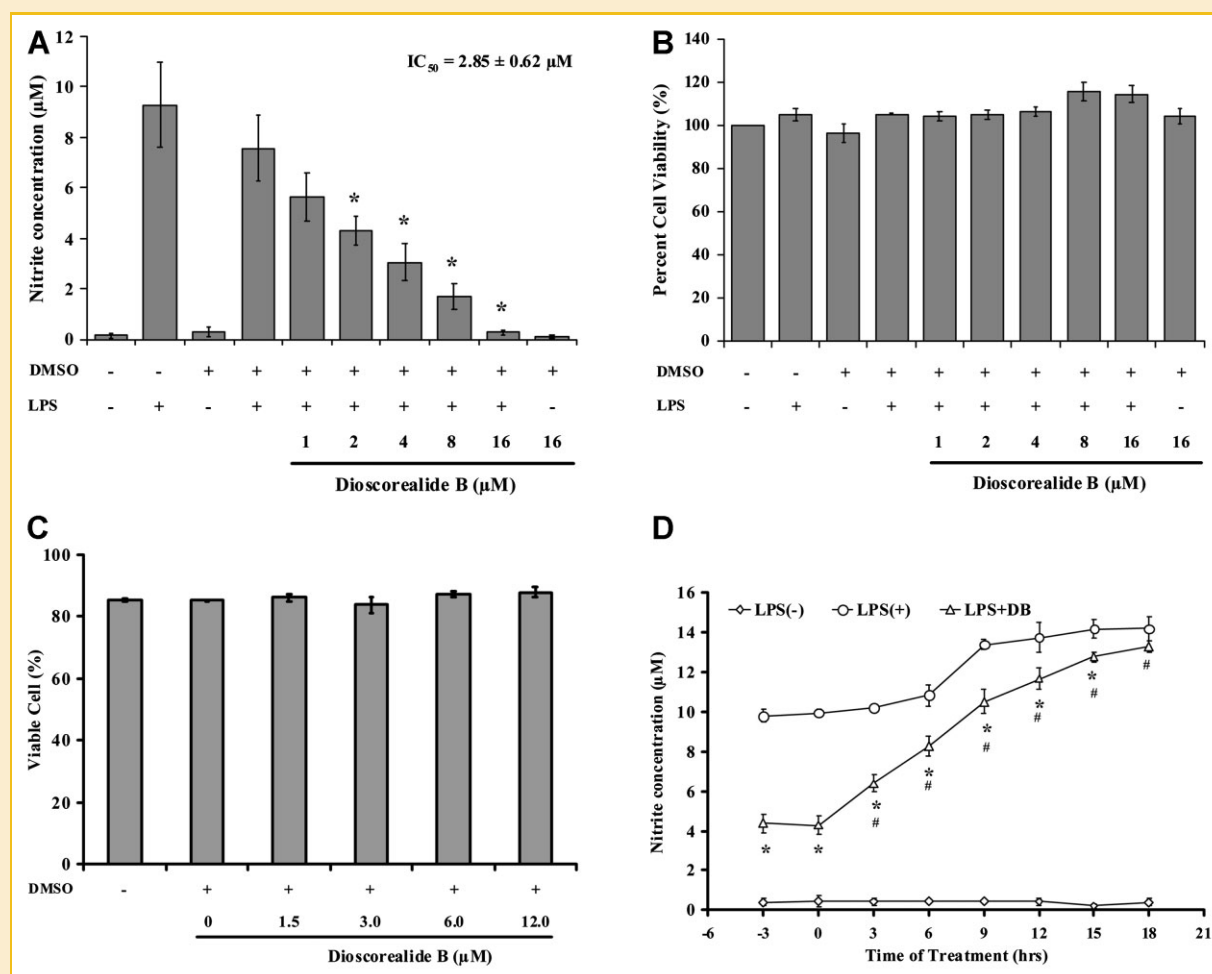 A
IC50 = 2.85 ± 0.62 µM
Nitrite concentration (µM)
12
10
8
6
4
2
0
* * * *
DMSO - - + + + + + + + +
LPS - + - + + + + + + -
1 2 4 8 16 16
Dioscorealide B (µM)
B
Percent Cell Viability (%)
140
120
100
80
60
40
20
0
DMSO - - + + + + + + + +
LPS - + - + + + + + + -
1 2 4 8 16 16
Dioscorealide B (µM)
C
Viable Cell (%)
100
80
60
40
20
0
DMSO - + + + + +
0 1.5 3.0 6.0 12.0
Dioscorealide B (µM)
D
LPS(-) LPS(+) LPS+DB
Nitrite concentration (µM)
16
14
12
10
8
6
4
2
0
* * * * * * *
# # # # # #
-6 -3 0 3 6 9 12 15 18 21
Time of Treatment (hrs)